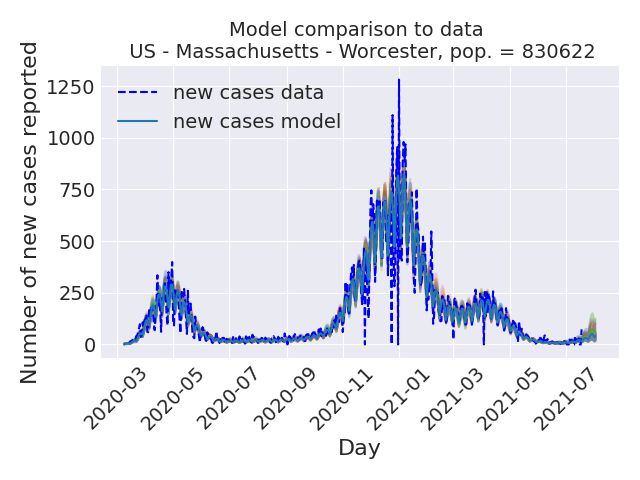 Model comparison to data
US - Massachusetts - Worcester, pop. = 830622
Number of new cases reported
1250
1000
750
500
250
0
new cases data
new cases model
2020-03
2020-05
2020-07
2020-09
2020-11
2021-01
2021-03
2021-05
2021-07
Day